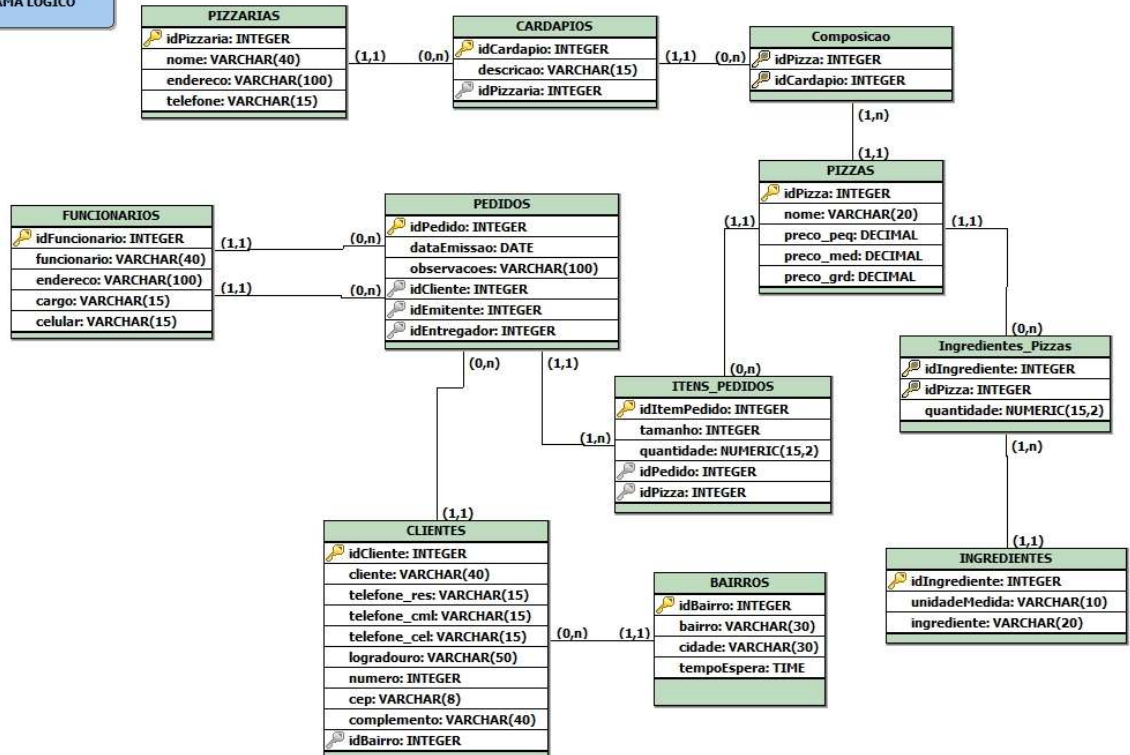 LÓGICO
PIZZARIAS
idPizzaria: INTEGER
nome: VARCHAR(40)
endereco: VARCHAR(100)
telefone: VARCHAR(15)
(1,1)
(0,n)
CARDAPIOS
idCardapio: INTEGER
descricao: VARCHAR(15)
idPizzaria: INTEGER
(1,1)
(0,n)
Composicao
idPizza: INTEGER
idCardapio: INTEGER
(1,n)
(1,1)
PIZZAS
idPizza: INTEGER
nome: VARCHAR(20)
preco_peq: DECIMAL
preco_med: DECIMAL
preco_grd: DECIMAL
(1,1)
(1,1)
FUNCIONARIOS
idFuncionario: INTEGER
funcionario: VARCHAR(40)
endereco: VARCHAR(100)
cargo: VARCHAR(15)
celular: VARCHAR(15)
(1,1)
(0,n)
(1,1)
(0,n)
PEDIDOS
idPedido: INTEGER
dataEmissao: DATE
observacoes: VARCHAR(100)
idCliente: INTEGER
idEmitente: INTEGER
idEntregador: INTEGER
(0,n)
(1,1)
(0,n)
(1,n)
ITENS_PEDIDOS
idItemPedido: INTEGER
tamanho: INTEGER
quantidade: NUMERIC(15,2)
idPedido: INTEGER
idPizza: INTEGER
(0,n)
Ingredientes_Pizzas
idIngrediente: INTEGER
idPizza: INTEGER
quantidade: NUMERIC(15,2)
(1,n)
(1,1)
INGREDIENTES
idIngrediente: INTEGER
unidadeMedida: VARCHAR(10)
ingrediente: VARCHAR(20)
(1,1)
CLIENTES
idCliente: INTEGER
cliente: VARCHAR(40)
telefone_res: VARCHAR(15)
telefone_cml: VARCHAR(15)
telefone_cel: VARCHAR(15)
logradouro: VARCHAR(50)
numero: INTEGER
cep: VARCHAR(8)
complemento: VARCHAR(40)
idBairro: INTEGER
(0,n)
(1,1)
BAIRROS
idBairro: INTEGER
bairro: VARCHAR(30)
cidade: VARCHAR(30)
tempoEspera: TIME